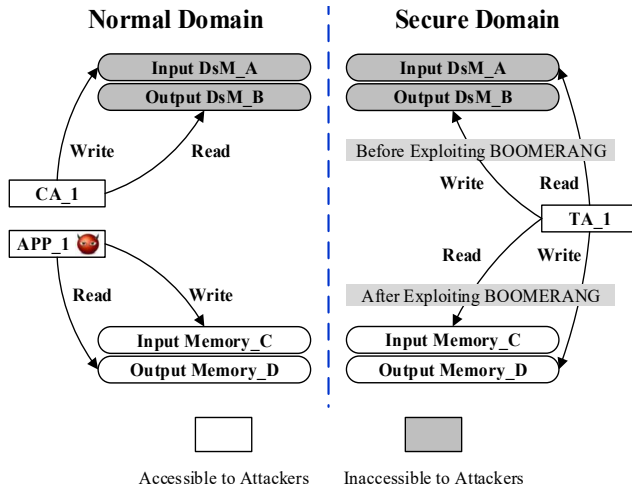 Normal Domain
Secure Domain
Input DsM_A
Output DsM_B
Input DsM_A
Output DsM_B
Write
Read
Before Exploiting BOOMERANG
Write
Read
CA_1
TA_1
APP_1
Read
Write
Read
Write
After Exploiting BOOMERANG
Input Memory_C
Output Memory_D
Input Memory_C
Output Memory_D
Accessible to Attackers
Inaccessible to Attackers